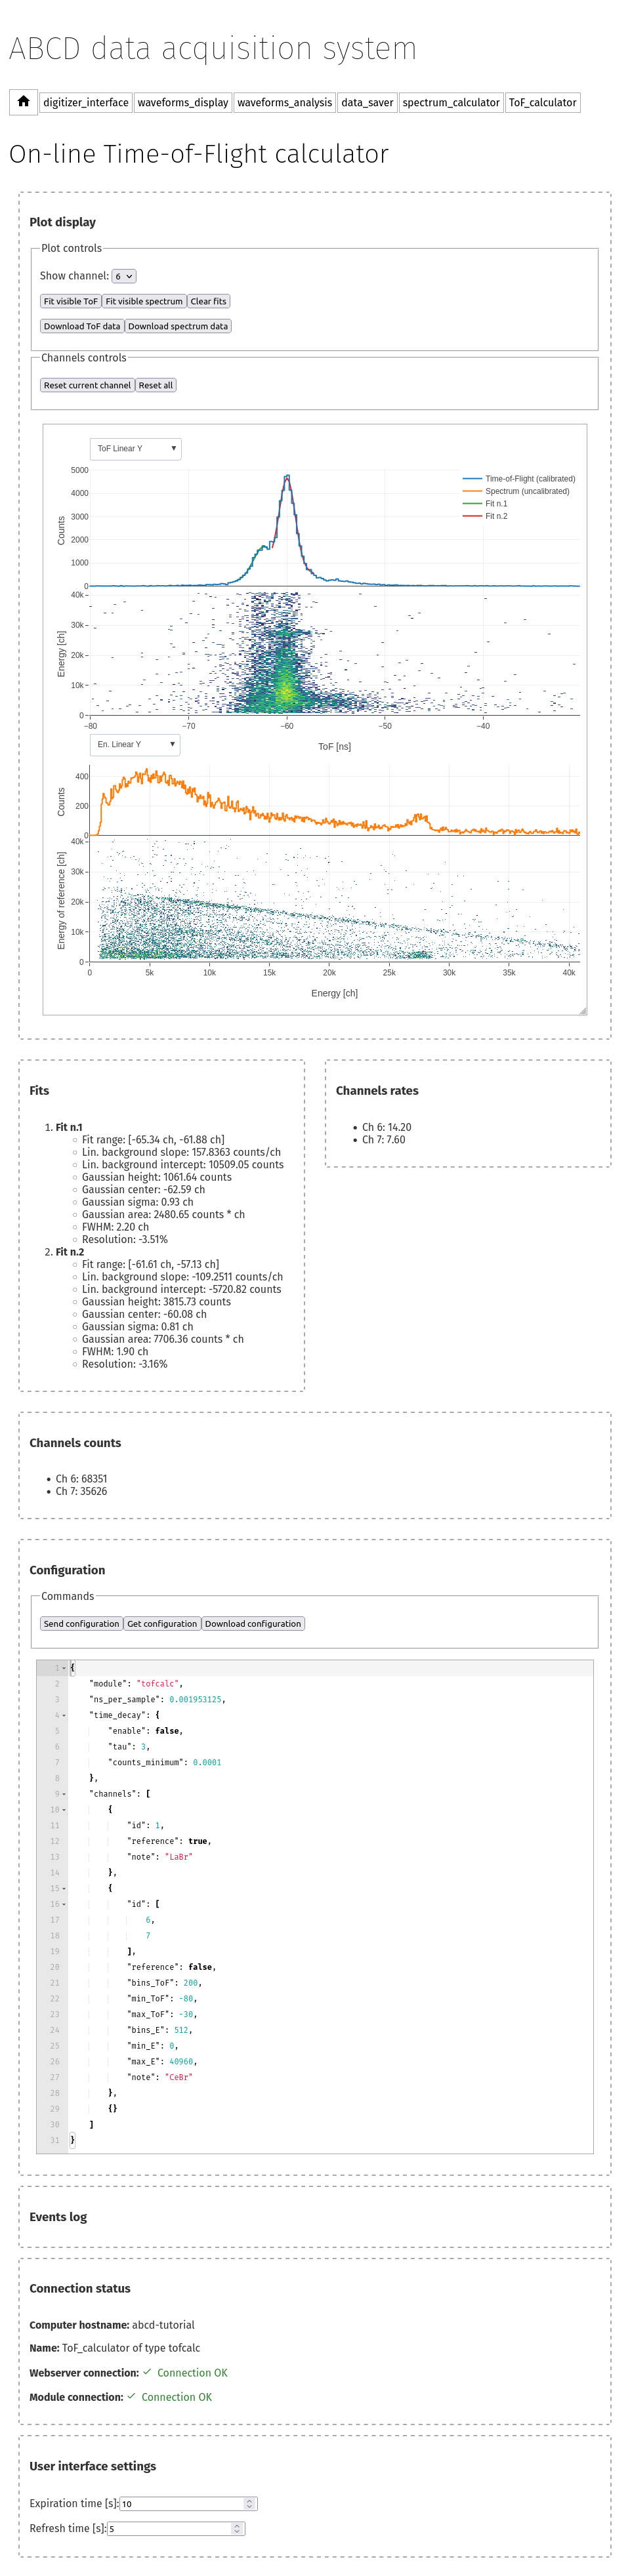 ABCD data acquisition system
digitizer_interface waveforms_display waveforms_analysis data_saver spectrum_calculator ToF_calculator
On-line Time-of-Flight calculator
Plot display
Plot controls
Show channel: 6
Fit visible ToF Fit visible spectrum Clear fits
Download ToF data Download spectrum data
Channels controls
Reset current channel Reset all
ToF Linear Y
Time-of-Flight (calibrated)
Spectrum (uncalibrated)
Fit n.1
Fit n.2
Counts
5000
4000
3000
2000
1000
0
Energy [ch]
40k
30k
20k
10k
0
−80 −70 −60 −50 −40
ToF [ns]
En. Linear Y
Counts
400
200
0
Energy of reference [ch]
40k
30k
20k
10k
0
0 5k 10k 15k 20k 25k 30k 35k 40k
Energy [ch]
Fits
1. Fit n.1
Fit range: [-65.34 ch, -61.88 ch]
Lin. background slope: 157.8363 counts/ch
Lin. background intercept: 10509.05 counts
Gaussian height: 1061.64 counts
Gaussian center: -62.59 ch
Gaussian sigma: 0.93 ch
Gaussian area: 2480.65 counts * ch
FWHM: 2.20 ch
Resolution: -3.51%
2. Fit n.2
Fit range: [-61.61 ch, -57.13 ch]
Lin. background slope: -109.2511 counts/ch
Lin. background intercept: -5720.82 counts
Gaussian height: 3815.73 counts
Gaussian center: -60.08 ch
Gaussian sigma: 0.81 ch
Gaussian area: 7706.36 counts * ch
FWHM: 1.90 ch
Resolution: -3.16%
Channels rates
Ch 6: 14.20
Ch 7: 7.60
Channels counts
Ch 6: 68351
Ch 7: 35626
Configuration
Commands
Send configuration Get configuration Download configuration
1 {
2 "module": "tofcalc",
3 "ns_per_sample": 0.001953125,
4 "time_decay": {
5 "enable": false,
6 "tau": 3,
7 "counts_minimum": 0.0001
8 },
9 "channels": [
10 {
11 "id": 1,
12 "reference": true,
13 "note": "LaBr"
14 },
15 {
16 "id": [
17 6,
18 7
19 ],
20 "reference": false,
21 "bins_ToF": 200,
22 "min_ToF": -80,
23 "max_ToF": -30,
24 "bins_E": 512,
25 "min_E": 0,
26 "max_E": 40960,
27 "note": "CeBr"
28 },
29 {}
30 ]
31 }
Events log
Connection status
Computer hostname: abcd-tutorial
Name: ToF_calculator of type tofcalc
Webserver connection: ✓ Connection OK
Module connection: ✓ Connection OK
User interface settings
Expiration time [s]: 10
Refresh time [s]: 5